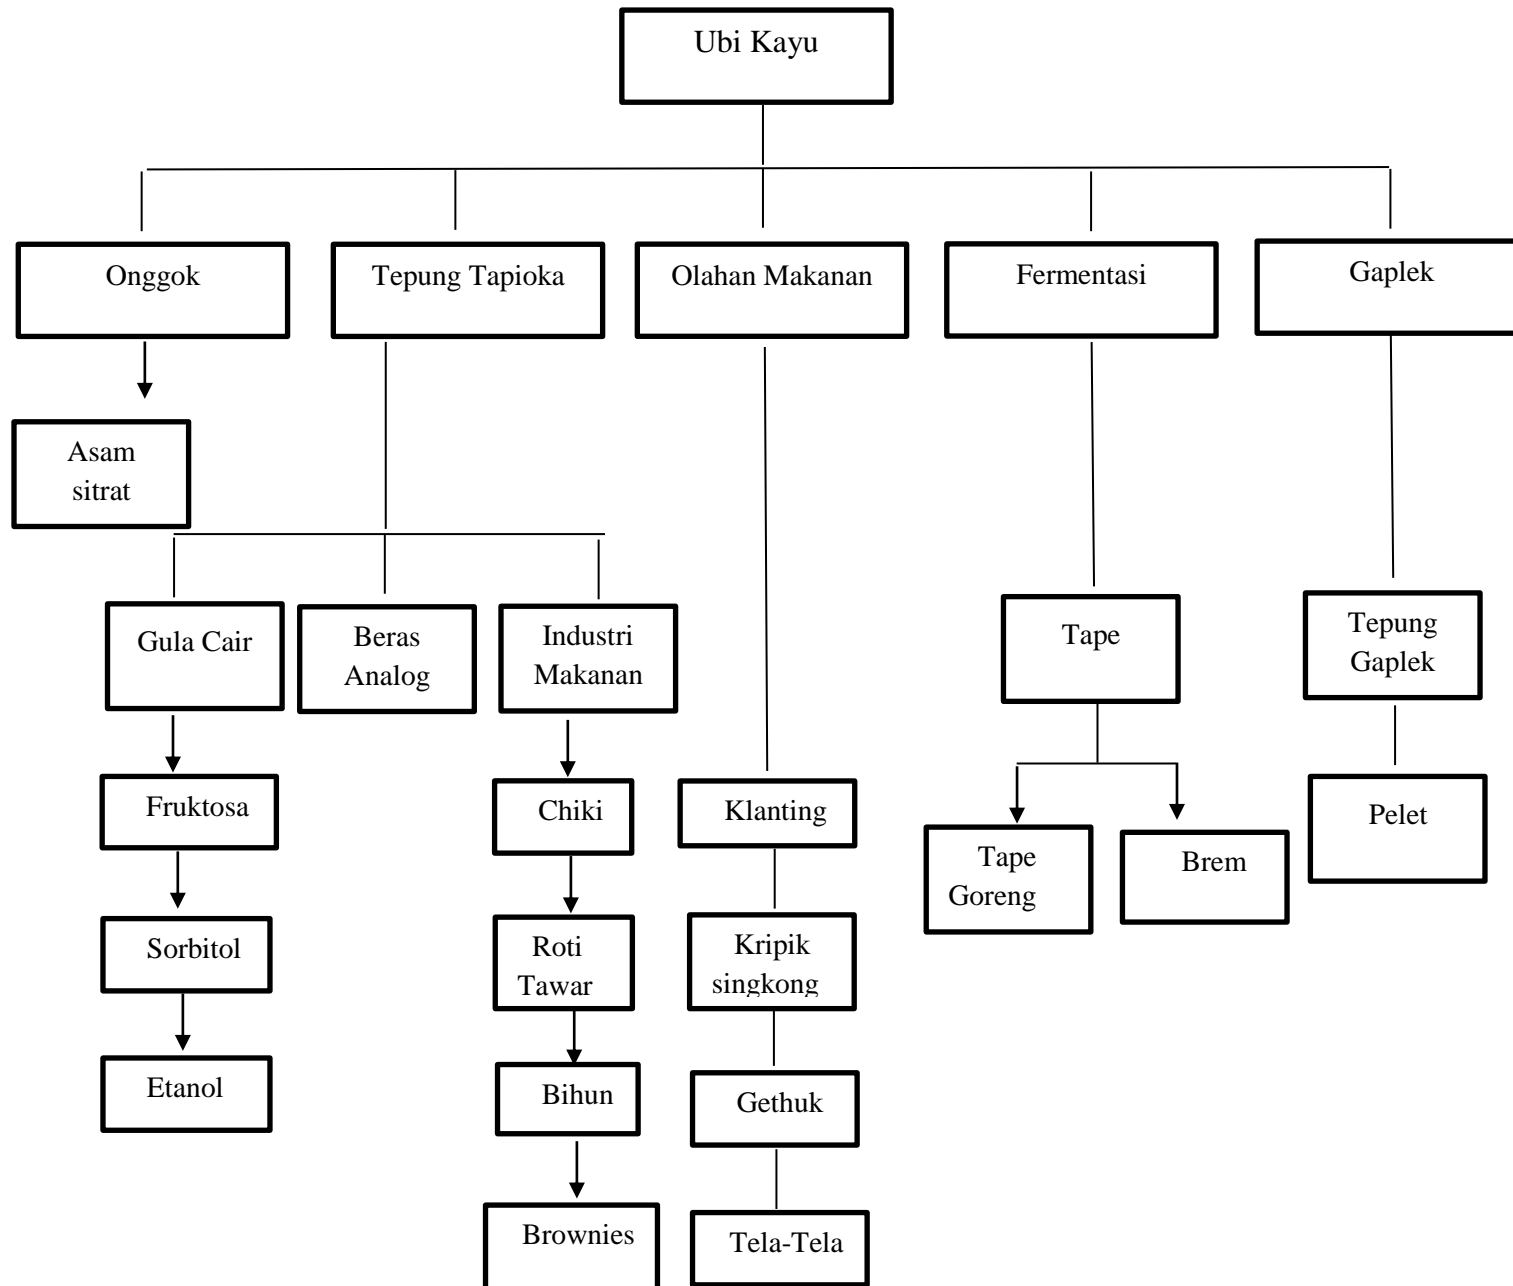 Ubi Kayu
Onggok
Tepung Tapioka
Olahan Makanan
Fermentasi
Gaplek
Asam
sitrat
Gula Cair
Beras
Analog
Industri
Makanan
Tape
Tepung
Gaplek
Fruktosa
Chiki
Klanting
Tape
Goreng
Brem
Pelet
Sorbitol
Roti
Tawar
Kripik
singkong
Etanol
Bihun
Gethuk
Brownies
Tela-Tela